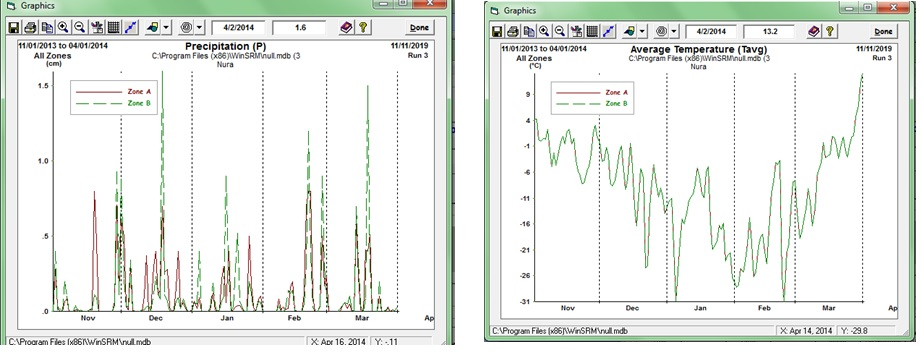 Graphics
4/2/2014
1.6
Done
11/01/2013 to 04/01/2014
Precipitation (P)
11/11/2019
All Zones
C:\Program Files (x86)\WinSRM\null.mdb (3
Run 3
(cm)
Nura
Zone A
Zone B
1.5
1.0
.5
.0
Nov
Dec
Jan
Feb
Mar
Ap
C:\Program Files (x86)\WinSRM\null.mdb
X: Apr 16, 2014
Y: -.11
Graphics
4/2/2014
13.2
Done
11/01/2013 to 04/01/2014
Average Temperature (Tavg)
11/11/2019
All Zones
C:\Program Files (x86)\WinSRM\null.mdb (3
Run 3
(°C)
Nura
Zone A
Zone B
9
4
-1
-6
-11
-16
-21
-26
-31
Nov
Dec
Jan
Feb
Mar
Ap
C:\Program Files (x86)\WinSRM\null.mdb
X: Apr 14, 2014
Y: -29.8